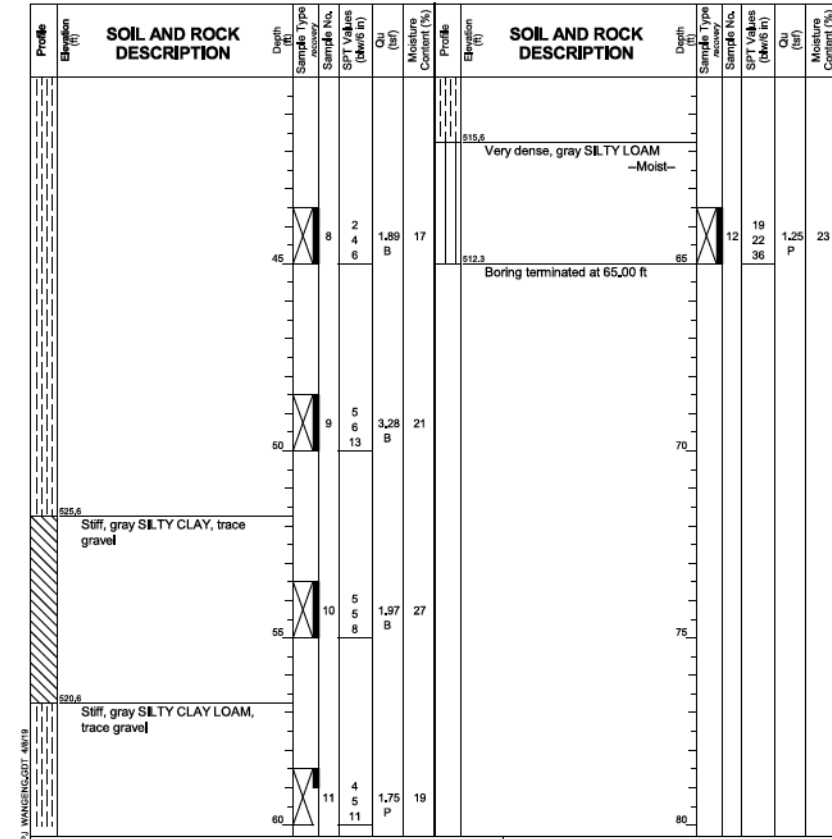 Profile
Elevation
(ft)
SOIL AND ROCK
DESCRIPTION
Depth
(ft)
Sample Type
recovery
Sample No.
SPT Values
(blw/6 in)
Qu
(tsf)
Moisture
Content (%)
45
8
2
4
6
1.89
B
17
50
9
5
6
13
3.28
B
21
525.6
Stiff, gray SILTY CLAY, trace
gravel
55
10
5
5
8
1.97
B
27
520.6
Stiff, gray SILTY CLAY LOAM,
trace gravel
60
11
4
5
11
1.75
P
19
Profile
Elevation
(ft)
SOIL AND ROCK
DESCRIPTION
Depth
(ft)
Sample Type
recovery
Sample No.
SPT Values
(blw/6 in)
Qu
(tsf)
Moisture
Content (%)
515.6
Very dense, gray SILTY LOAM
--Moist--
65
12
19
22
36
1.25
P
23
512.3
Boring terminated at 65.00 ft
70
75
80
WANGENG.GDT 4/8/19